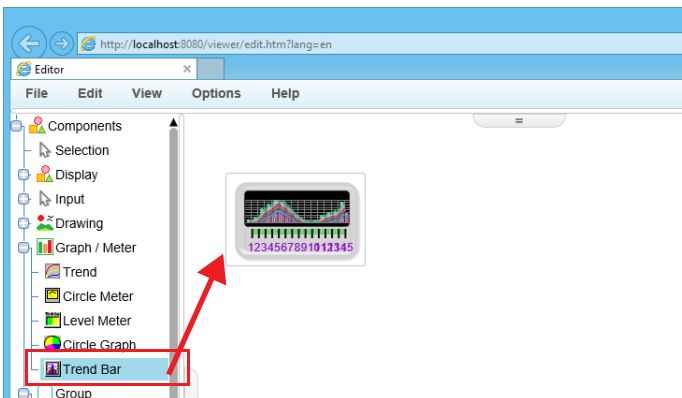 http://localhost:8080/viewer/edit.htm?lang=en
Editor
File Edit View Options Help
Components
Selection
Display
Input
Drawing
Graph / Meter
Trend
Circle Meter
Level Meter
Circle Graph
Trend Bar
Group